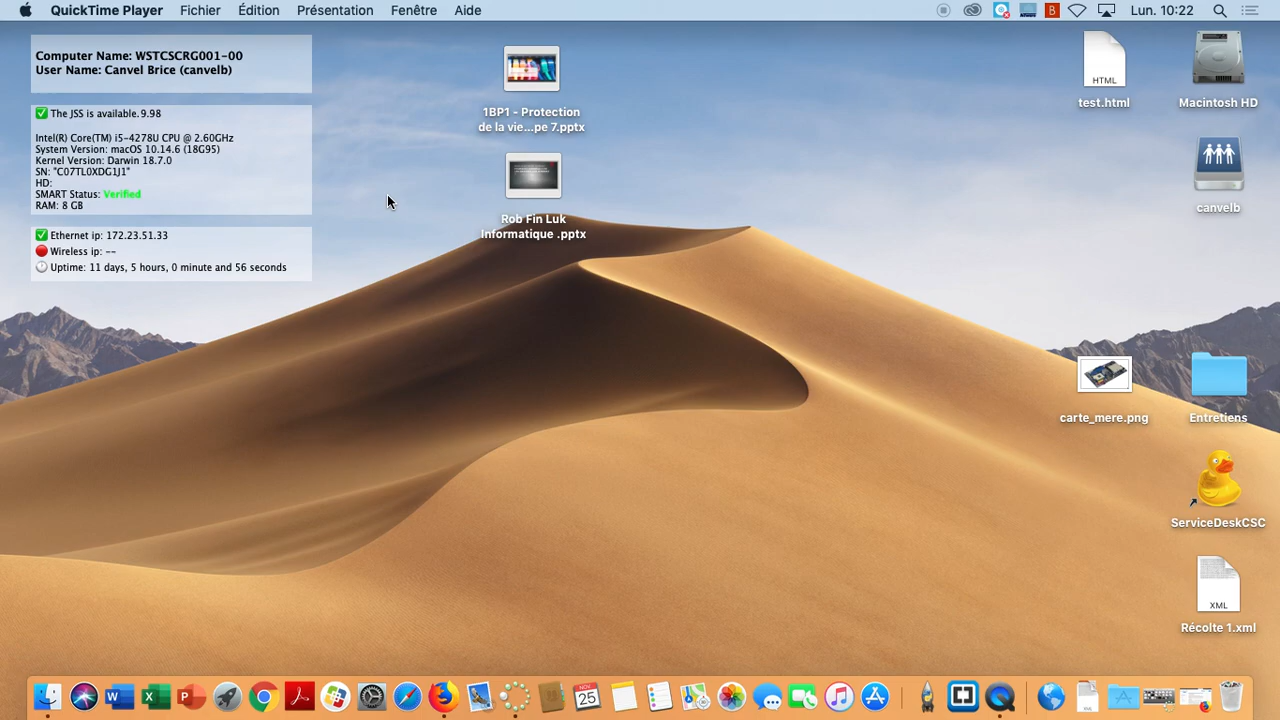 QuickTime Player Fichier Édition Présentation Fenêtre Aide
B
Lun. 10:22
Computer Name: WSTCSCRG001-00
User Name: Canvel Brice (canvelb)
The JSS is available.9.98
Intel(R) Core(TM) i5-4278U CPU @ 2.60GHz
System Version: macOS 10.14.6 (18G95)
Kernel Version: Darwin 18.7.0
SN: "C07TL0XDG1J1"
HD:
SMART Status: Verified
RAM: 8 GB
Ethernet ip: 172.23.51.33
Wireless ip: --
Uptime: 11 days, 5 hours, 0 minute and 56 seconds
1BP1 - Protection
de la vie...pe 7.pptx
Rob Fin Luk
Informatique .pptx
HTML
test.html
Macintosh HD
canvelb
carte_mere.png
Entretiens
ServiceDeskCSC
XML
Récolte 1.xml
W
X
P
NOV
25